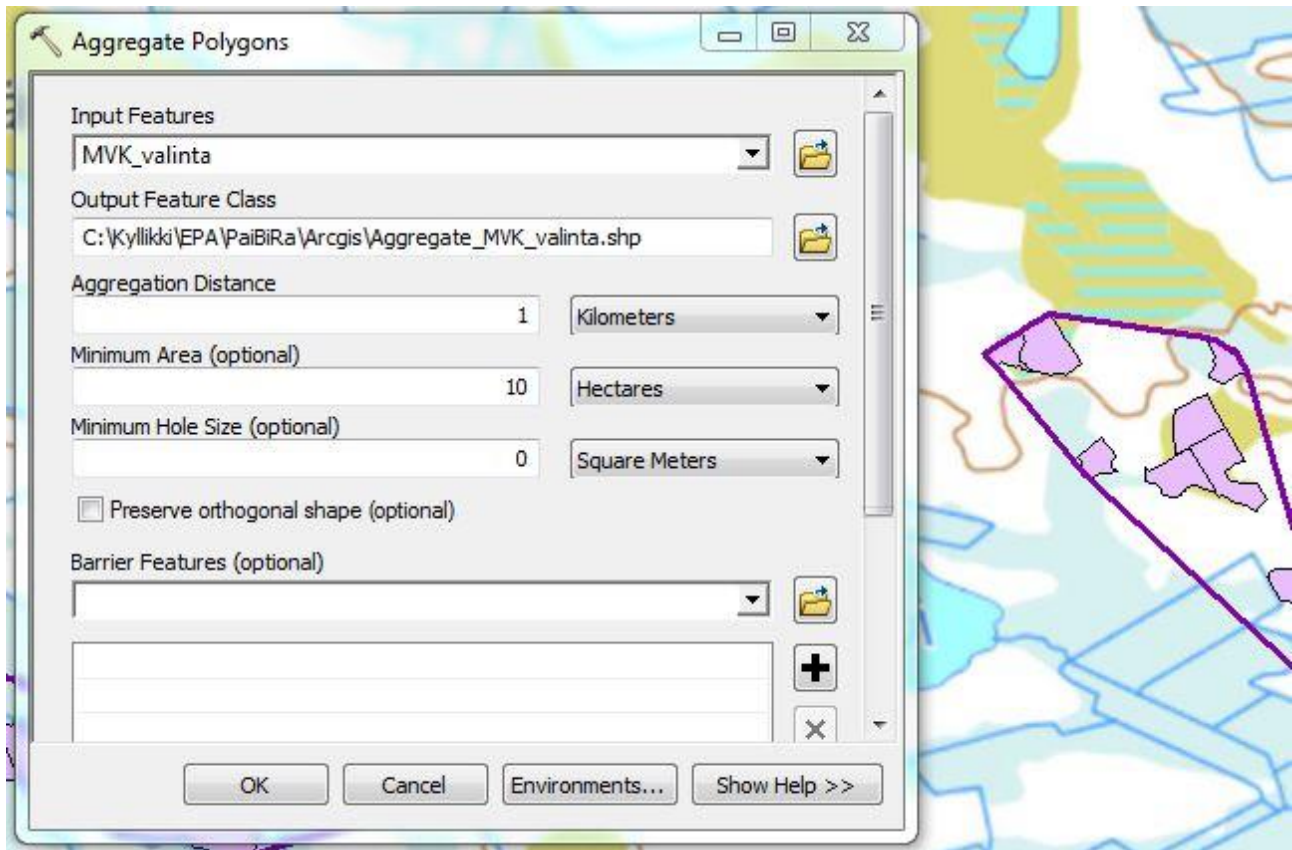 Aggregate Polygons
Input Features
MVK_valinta
Output Feature Class
C:\Kyllikki\EPA\PaiBiRa\Arcgis\Aggregate_MVK_valinta.shp
Aggregation Distance
1 Kilometers
Minimum Area (optional)
10 Hectares
Minimum Hole Size (optional)
0 Square Meters
Preserve orthogonal shape (optional)
Barrier Features (optional)
OK Cancel Environments... Show Help >>